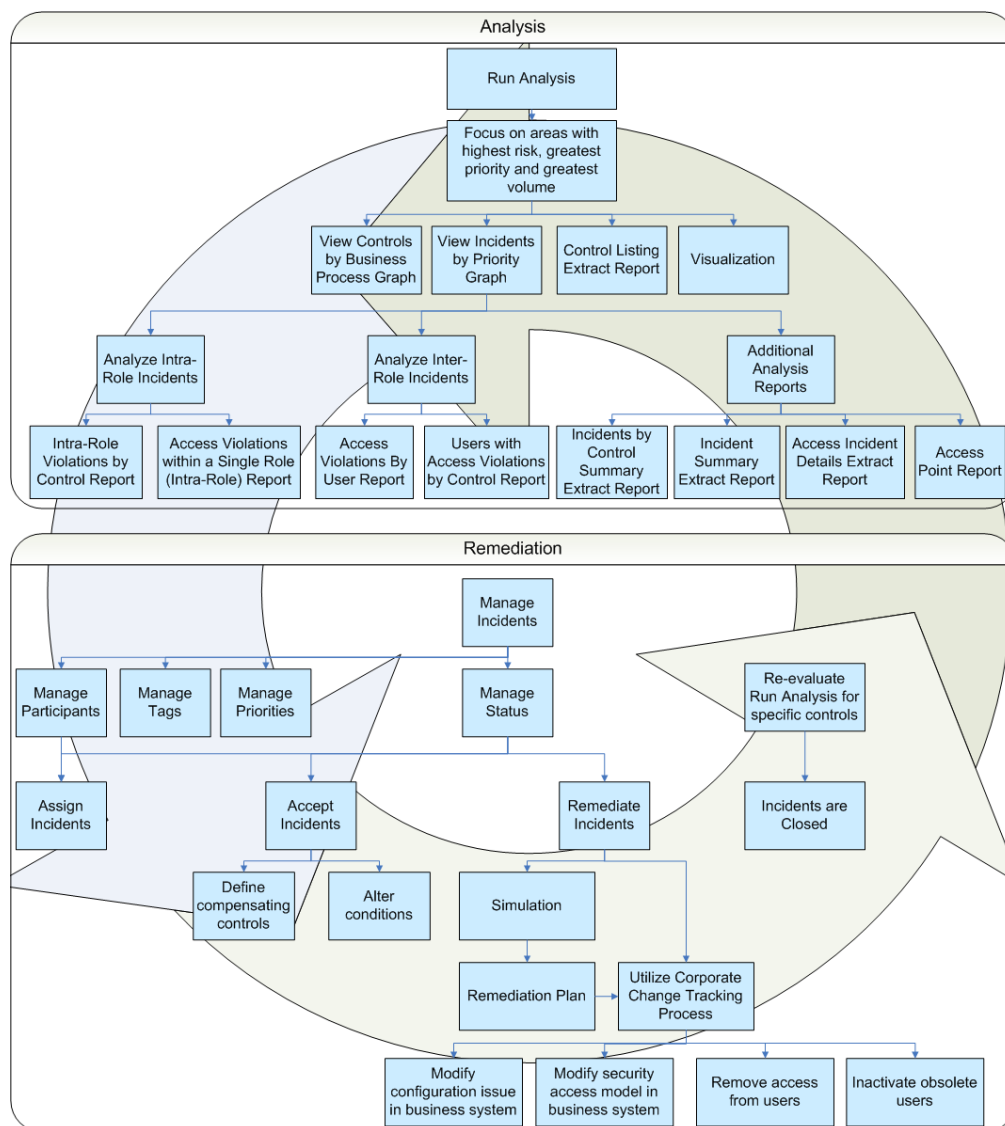 Analysis
Run Analysis
Focus on areas with
highest risk, greatest
priority and greatest
volume
View Controls
by Business
Process Graph
View Incidents
by Priority
Graph
Control Listing
Extract Report
Visualization
Analyze Intra-
Role Incidents
Analyze Inter-
Role Incidents
Additional
Analysis
Reports
Intra-Role
Violations by
Control Report
Access Violations
within a Single Role
(Intra-Role) Report
Access
Violations By
User Report
Users with
Access Violations
by Control Report
Incidents by
Control
Summary
Extract Report
Incident
Summary
Extract Report
Access Incident
Details Extract
Report
Access
Point Report
Remediation
Manage
Incidents
Manage
Participants
Manage
Tags
Manage
Priorities
Manage
Status
Re-evaluate
Run Analysis for
specific controls
Assign
Incidents
Accept
Incidents
Remediate
Incidents
Incidents are
Closed
Define
compensating
controls
Alter
conditions
Simulation
Remediation Plan
Utilize Corporate
Change Tracking
Process
Modify
configuration issue
in business system
Modify security
access model in
business system
Remove access
from users
Inactivate obsolete
users